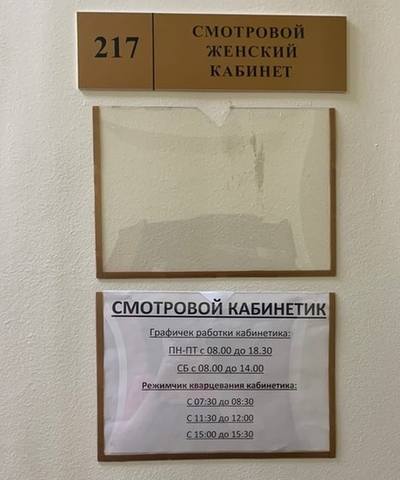 217
СМОТРОВОЙ
ЖЕНСКИЙ
КАБИНЕТ
СМОТРОВОЙ КАБИНЕТИК
Графичек работки кабинетика:
ПН-ПТ с 08.00 до 18.30
СБ с 08.00 до 14.00
Режимчик кварцевания кабинетика:
С 07:30 до 08:30
С 11:30 до 12:00
С 15:00 до 15:30